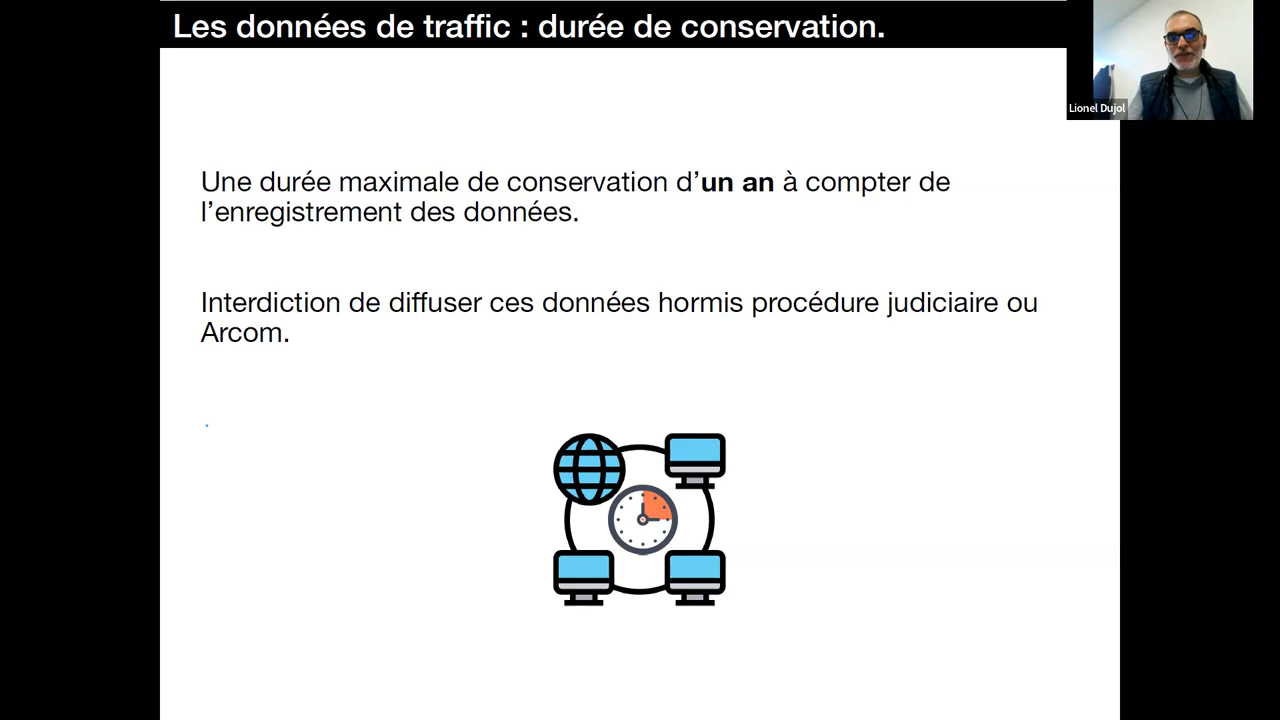 Les données de traffic : durée de conservation.
Lionel Dujol
Une durée maximale de conservation d’un an à compter de
l’enregistrement des données.
Interdiction de diffuser ces données hormis procédure judiciaire ou
Arcom.